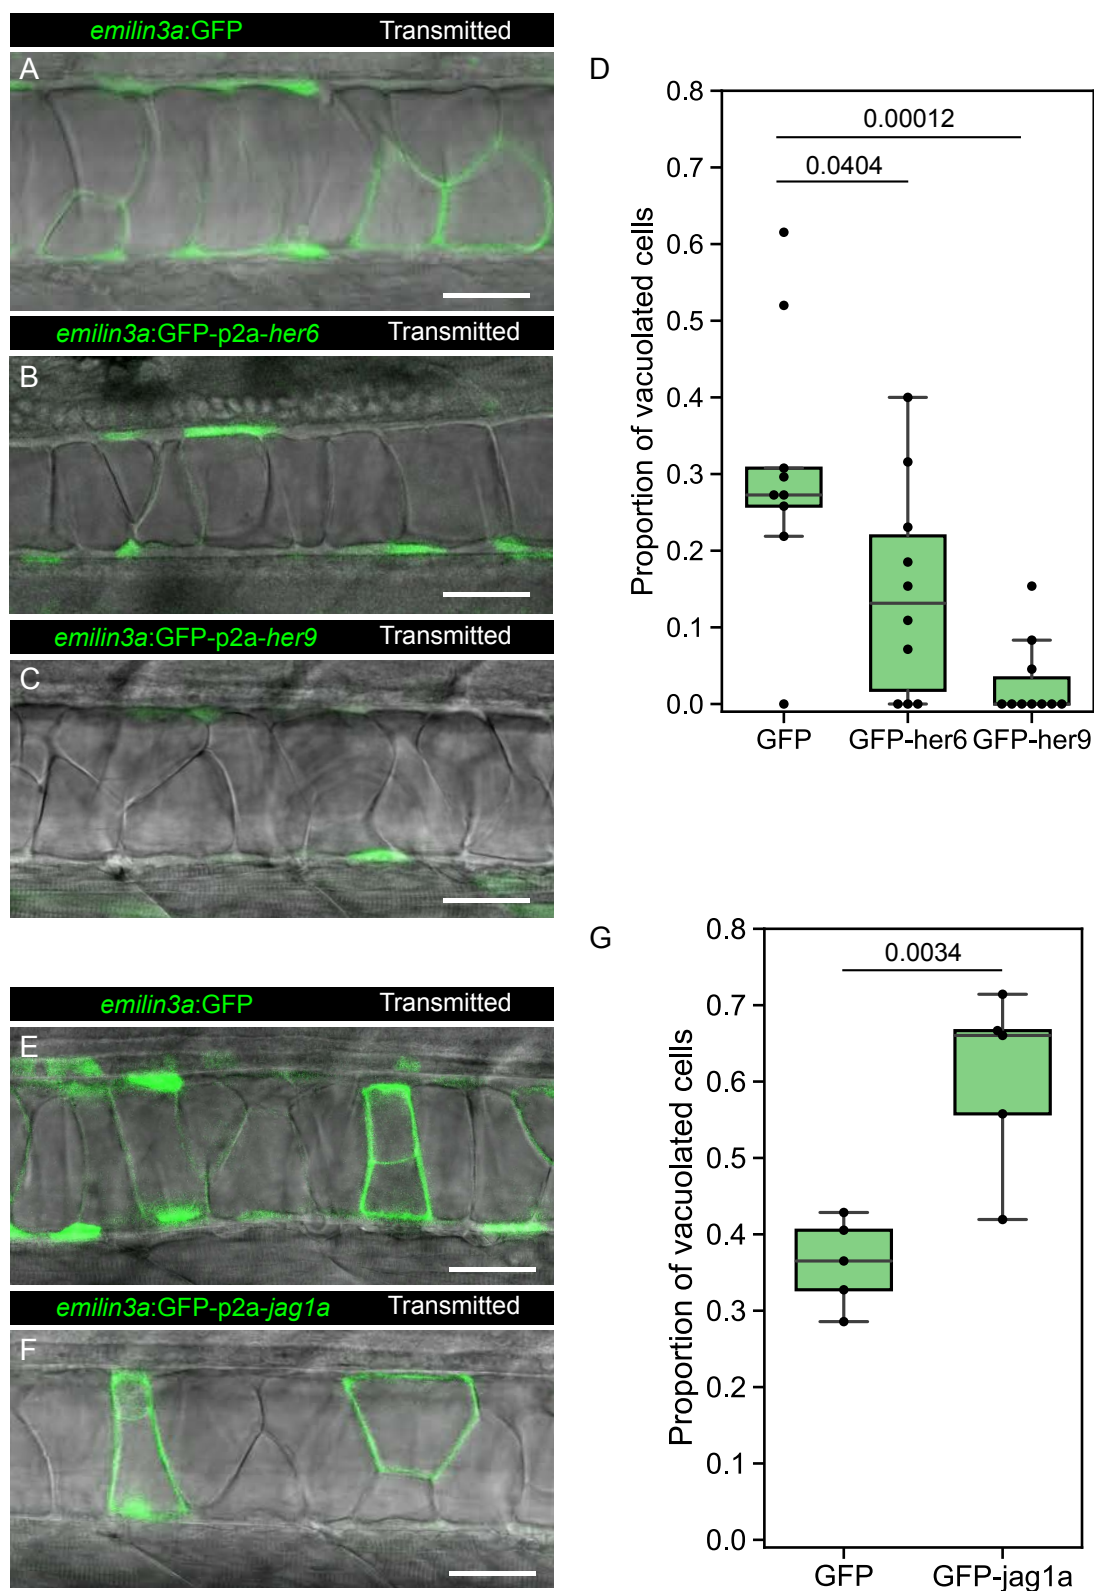 emilin3a:GFP Transmitted
A
emilin3a:GFP-p2a-her6 Transmitted
B
emilin3a:GFP-p2a-her9 Transmitted
C
D
0.8
0.7
0.6
0.5
0.4
0.3
0.2
0.1
0.0
Proportion of vacuolated cells
0.00012
0.0404
GFP GFP-her6 GFP-her9
emilin3a:GFP Transmitted
E
emilin3a:GFP-p2a-jag1a Transmitted
F
G
0.8
0.7
0.6
0.5
0.4
0.3
0.2
0.1
0.0
Proportion of vacuolated cells
0.0034
GFP GFP-jag1a